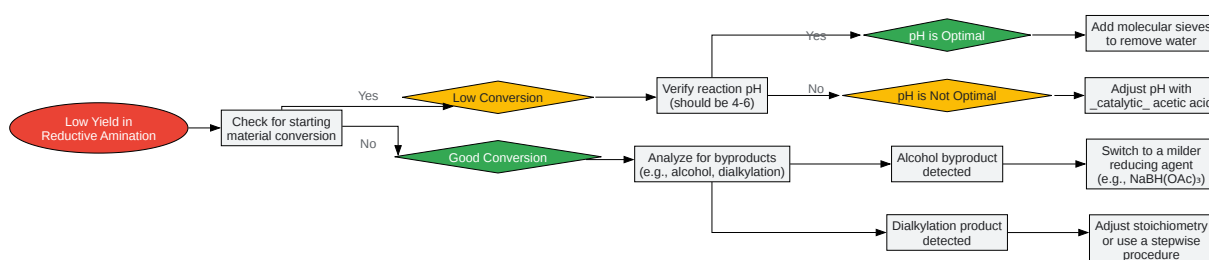 Low Yield in
Reductive Amination
Check for starting
material conversion
Yes
Low Conversion
No
Good Conversion
Verify reaction pH
(should be 4-6)
Yes
pH is Optimal
Add molecular sieves
to remove water
No
pH is Not Optimal
Adjust pH with
_catalytic_ acetic acid
Analyze for byproducts
(e.g., alcohol, dialkylation)
Alcohol byproduct
detected
Switch to a milder
reducing agent
(e.g., NaBH(OAc)₃)
Dialkylation product
detected
Adjust stoichiometry
or use a stepwise
procedure